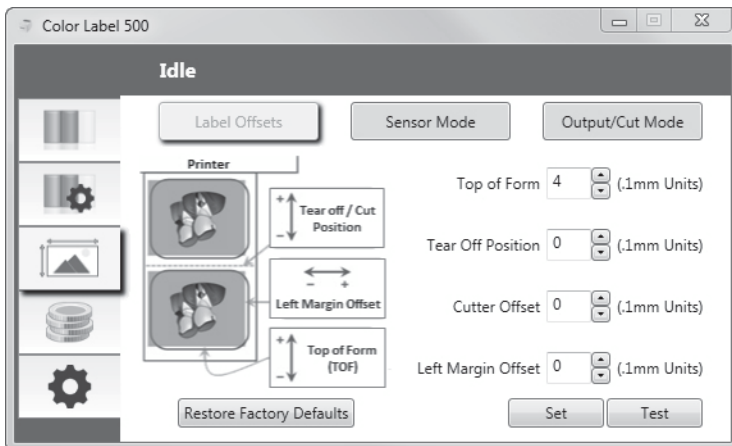 Color Label 500
Idle
Label Offsets
Sensor Mode
Output/Cut Mode
Printer
+
−
Tear off / Cut
Position
− +
Left Margin Offset
+
−
Top of Form
(TOF)
Top of Form 4 (.1mm Units)
Tear Off Position 0 (.1mm Units)
Cutter Offset 0 (.1mm Units)
Left Margin Offset 0 (.1mm Units)
Restore Factory Defaults
Set
Test